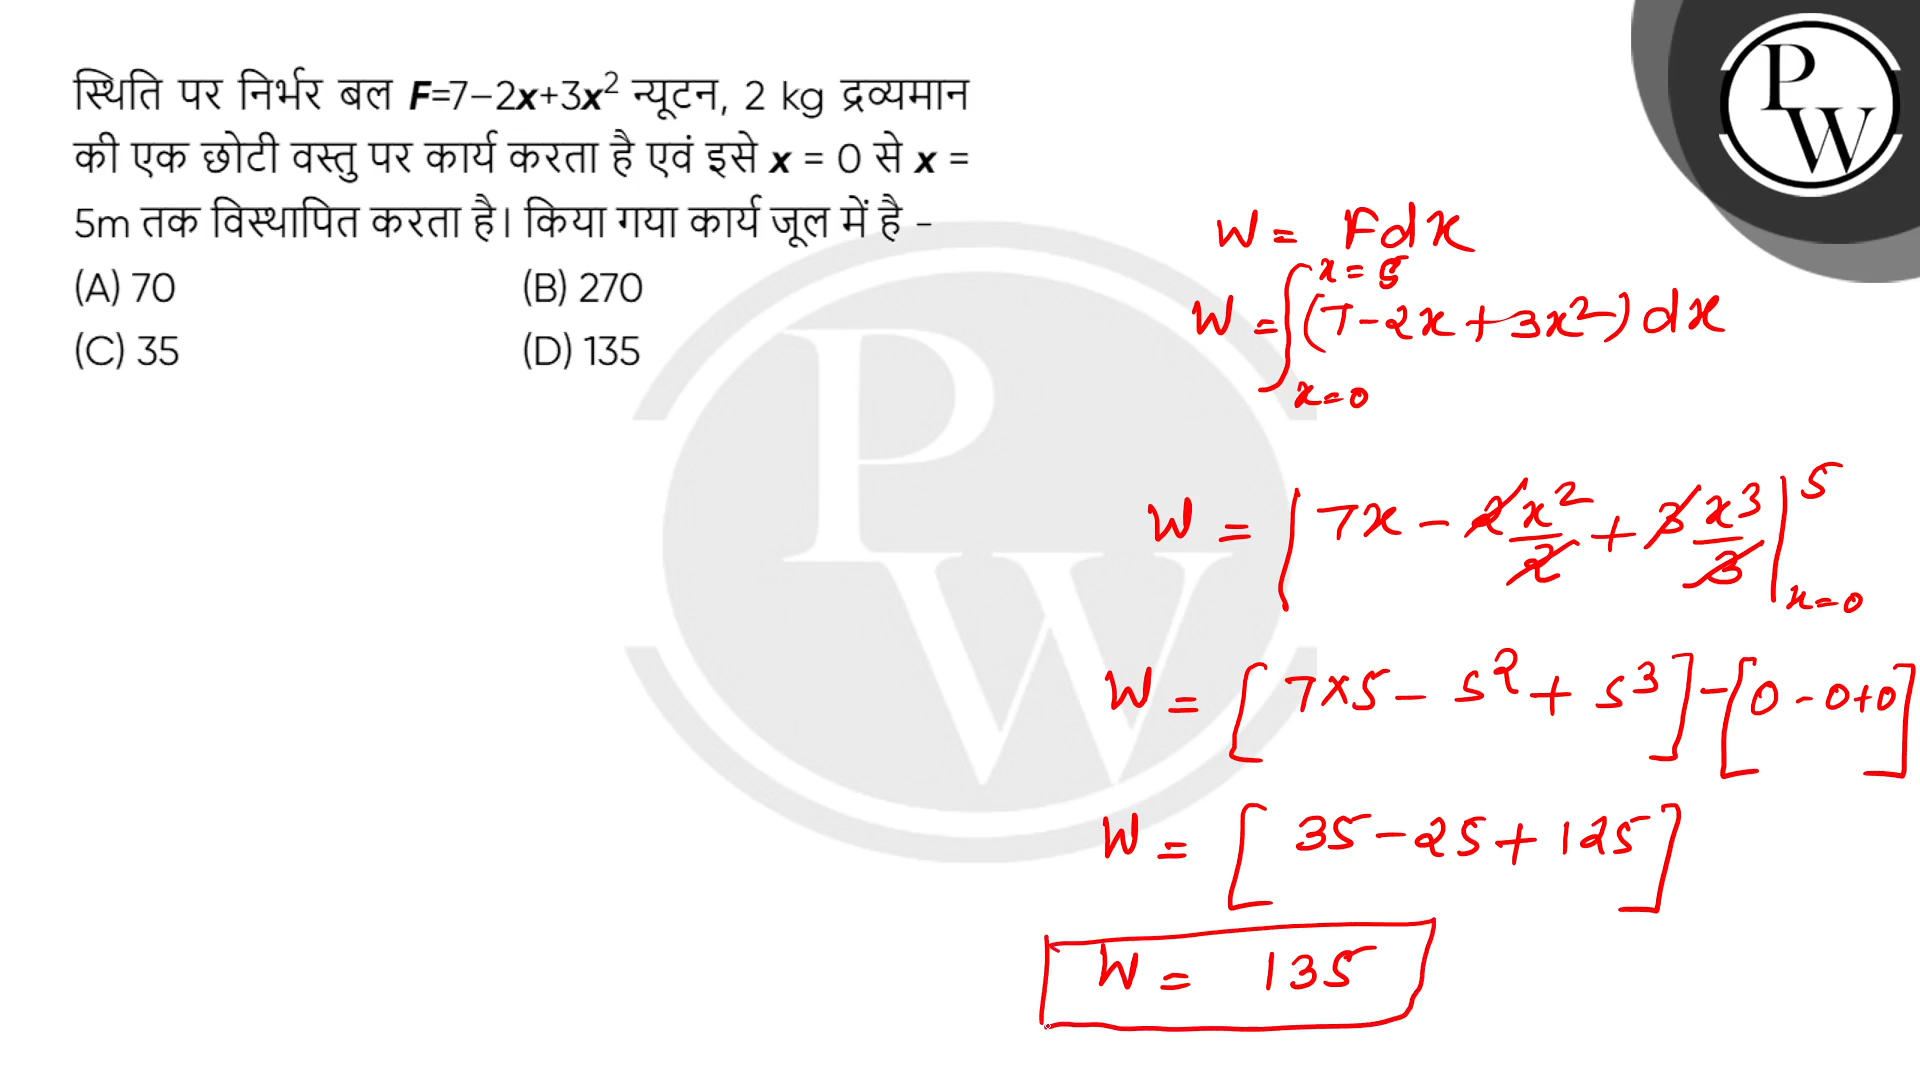 स्थिति पर निर्भर बल F=7−2x+3x² न्यूटन, 2 kg द्रव्यमान
की एक छोटी वस्तु पर कार्य करता है एवं इसे x = 0 से x =
5m तक विस्थापित करता है। किया गया कार्य जूल में है -
(A) 70 (B) 270
(C) 35 (D) 135
PW
PW
W = Fdx
x = 5
W = ∫(7-2x+3x²)dx
x=0
W = |7x - 2x²/2 + 3x³/3|⁵
x=0
W = [7×5 - 5² + 5³] - [0-0+0]
W = [35-25+125]
W = 135